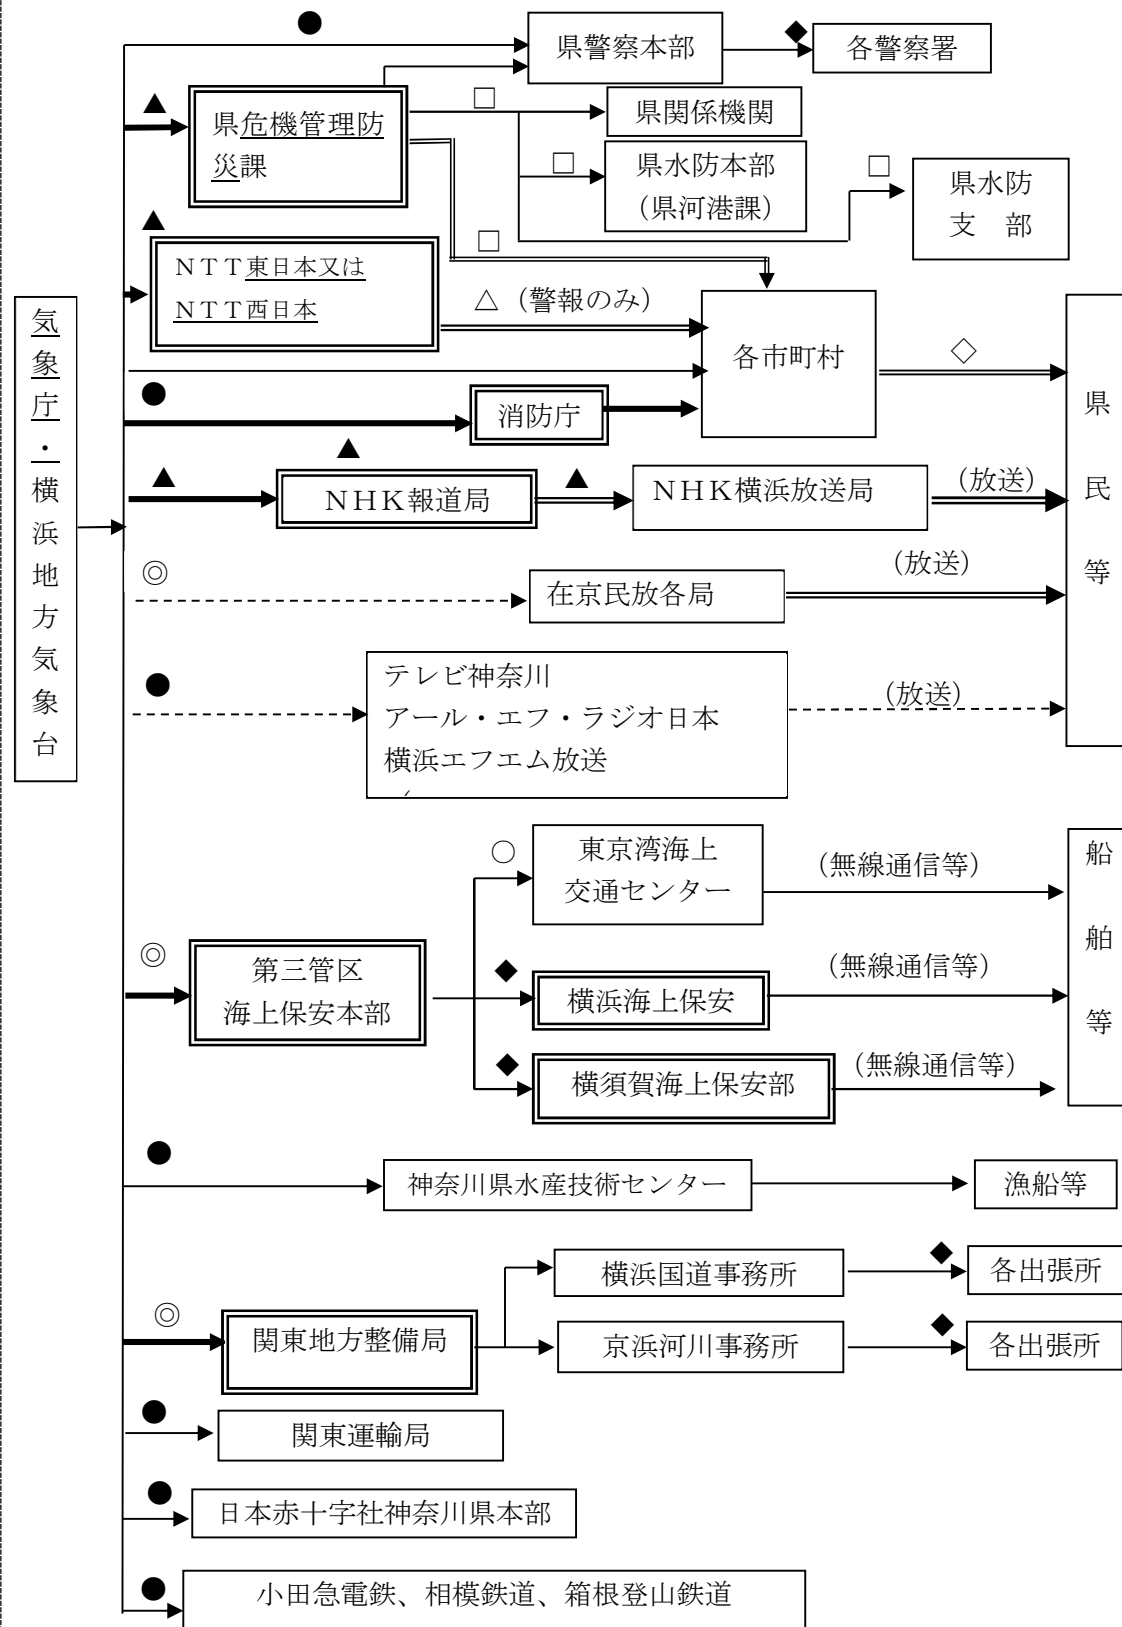 ●
県警察本部
◆
各警察署
▲
県危機管理防
災課
□
県関係機関
□
県水防本部
（県河港課）
□
県水防
支　部
▲
ＮＴＴ東日本又は
ＮＴＴ西日本
□
△（警報のみ）
各市町村
◇
県民等
気象庁・横浜地方気象台
●
消防庁
▲
▲
ＮＨＫ報道局
▲
ＮＨＫ横浜放送局
（放送）
◎
在京民放各局
（放送）
●
テレビ神奈川
アール・エフ・ラジオ日本
横浜エフエム放送
（放送）
○
東京湾海上
交通センター
（無線通信等）
船舶等
◎
第三管区
海上保安本部
◆
横浜海上保安
（無線通信等）
◆
横須賀海上保安部
（無線通信等）
●
神奈川県水産技術センター
漁船等
◎
関東地方整備局
横浜国道事務所
◆
各出張所
京浜河川事務所
◆
各出張所
●
関東運輸局
●
日本赤十字社神奈川県本部
●
小田急電鉄、相模鉄道、箱根登山鉄道